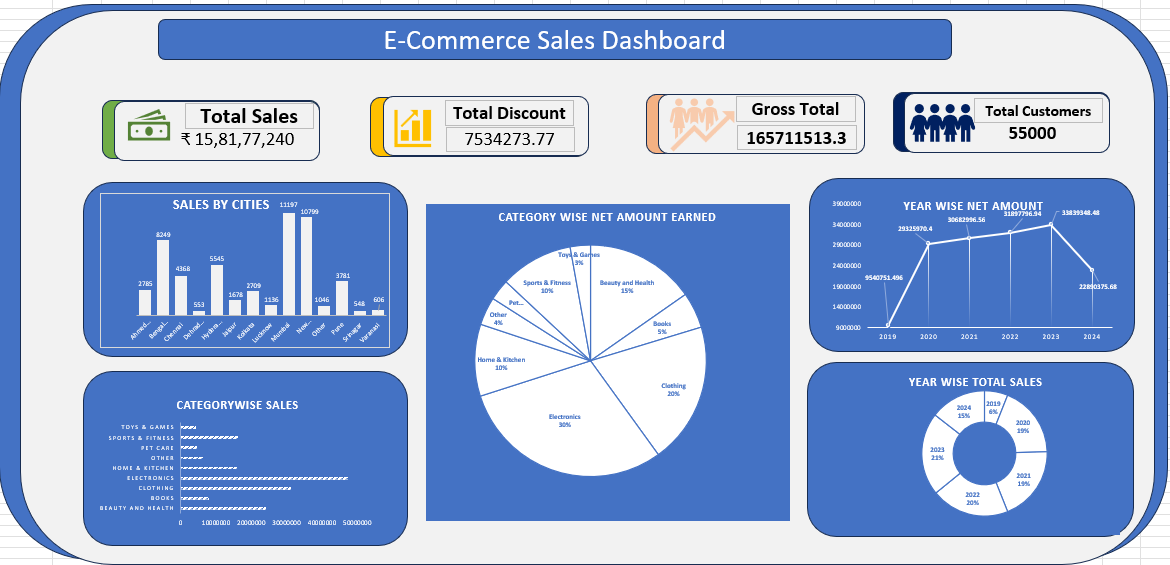 E-Commerce Sales Dashboard
Total Sales
₹ 15,81,77,240
Total Discount
7534273.77
Gross Total
165711513.3
Total Customers
55000
SALES BY CITIES
2785
8249
4368
553
5545
1678
2709
1136
11197
10799
1046
3781
548
606
Ahmed...
Bengal...
Chennai
Dehrad...
Hydra...
Jaipur
Kolkata
Lucknow
Mumbai
New...
Other
Pune
Srinagar
Varanasi
CATEGORYWISE SALES
TOYS & GAMES
SPORTS & FITNESS
PET CARE
OTHER
HOME & KITCHEN
ELECTRONICS
CLOTHING
BOOKS
BEAUTY AND HEALTH
0 10000000 20000000 30000000 40000000 50000000
CATEGORY WISE NET AMOUNT EARNED
Toys & Games
3%
Beauty and Health
15%
Sports & Fitness
10%
Pet...
Other
4%
Books
5%
Home & Kitchen
10%
Clothing
20%
Electronics
30%
YEAR WISE NET AMOUNT
39000000
34000000
29000000
24000000
19000000
14000000
9000000
9540751.496
29325970.4
30682996.56
31897796.94
33839348.48
22890375.68
2019 2020 2021 2022 2023 2024
YEAR WISE TOTAL SALES
2019
6%
2020
19%
2021
19%
2022
20%
2023
21%
2024
15%